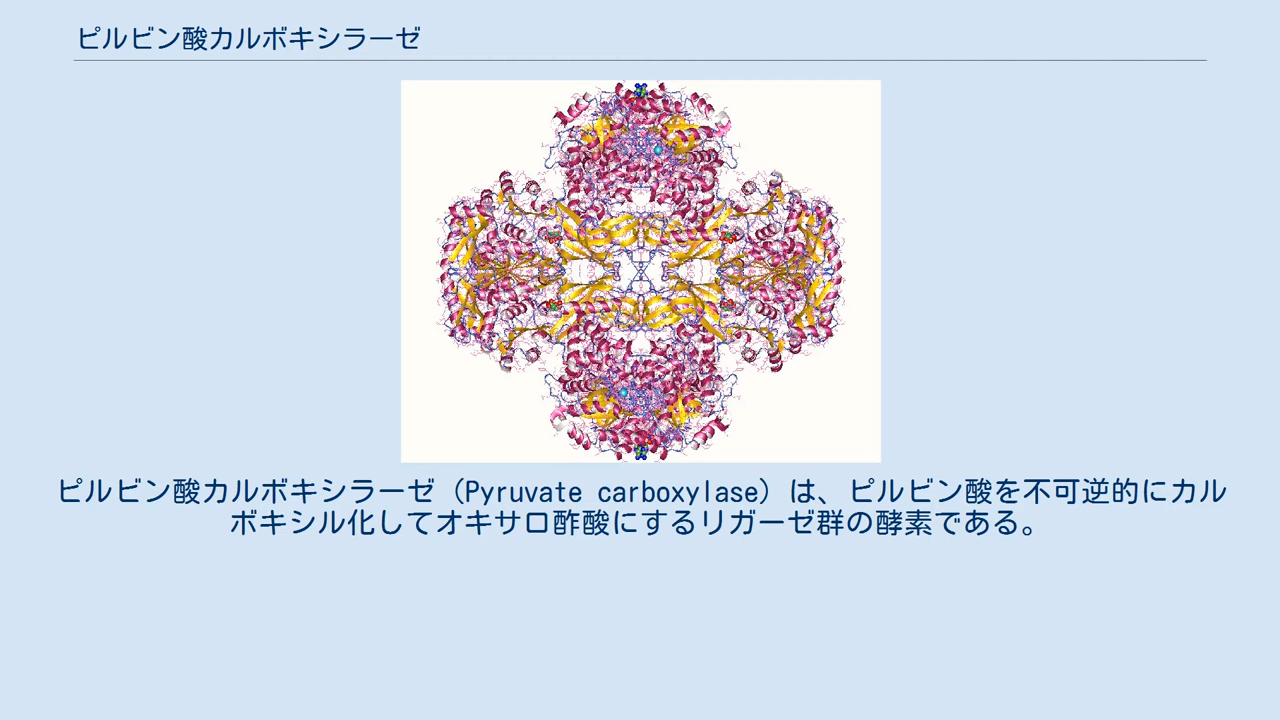 ピルビン酸カルボキシラーゼ
ピルビン酸カルボキシラーゼ（Pyruvate carboxylase）は、ピルビン酸を不可逆的にカル
ボキシル化してオキサロ酢酸にするリガーゼ群の酵素である。